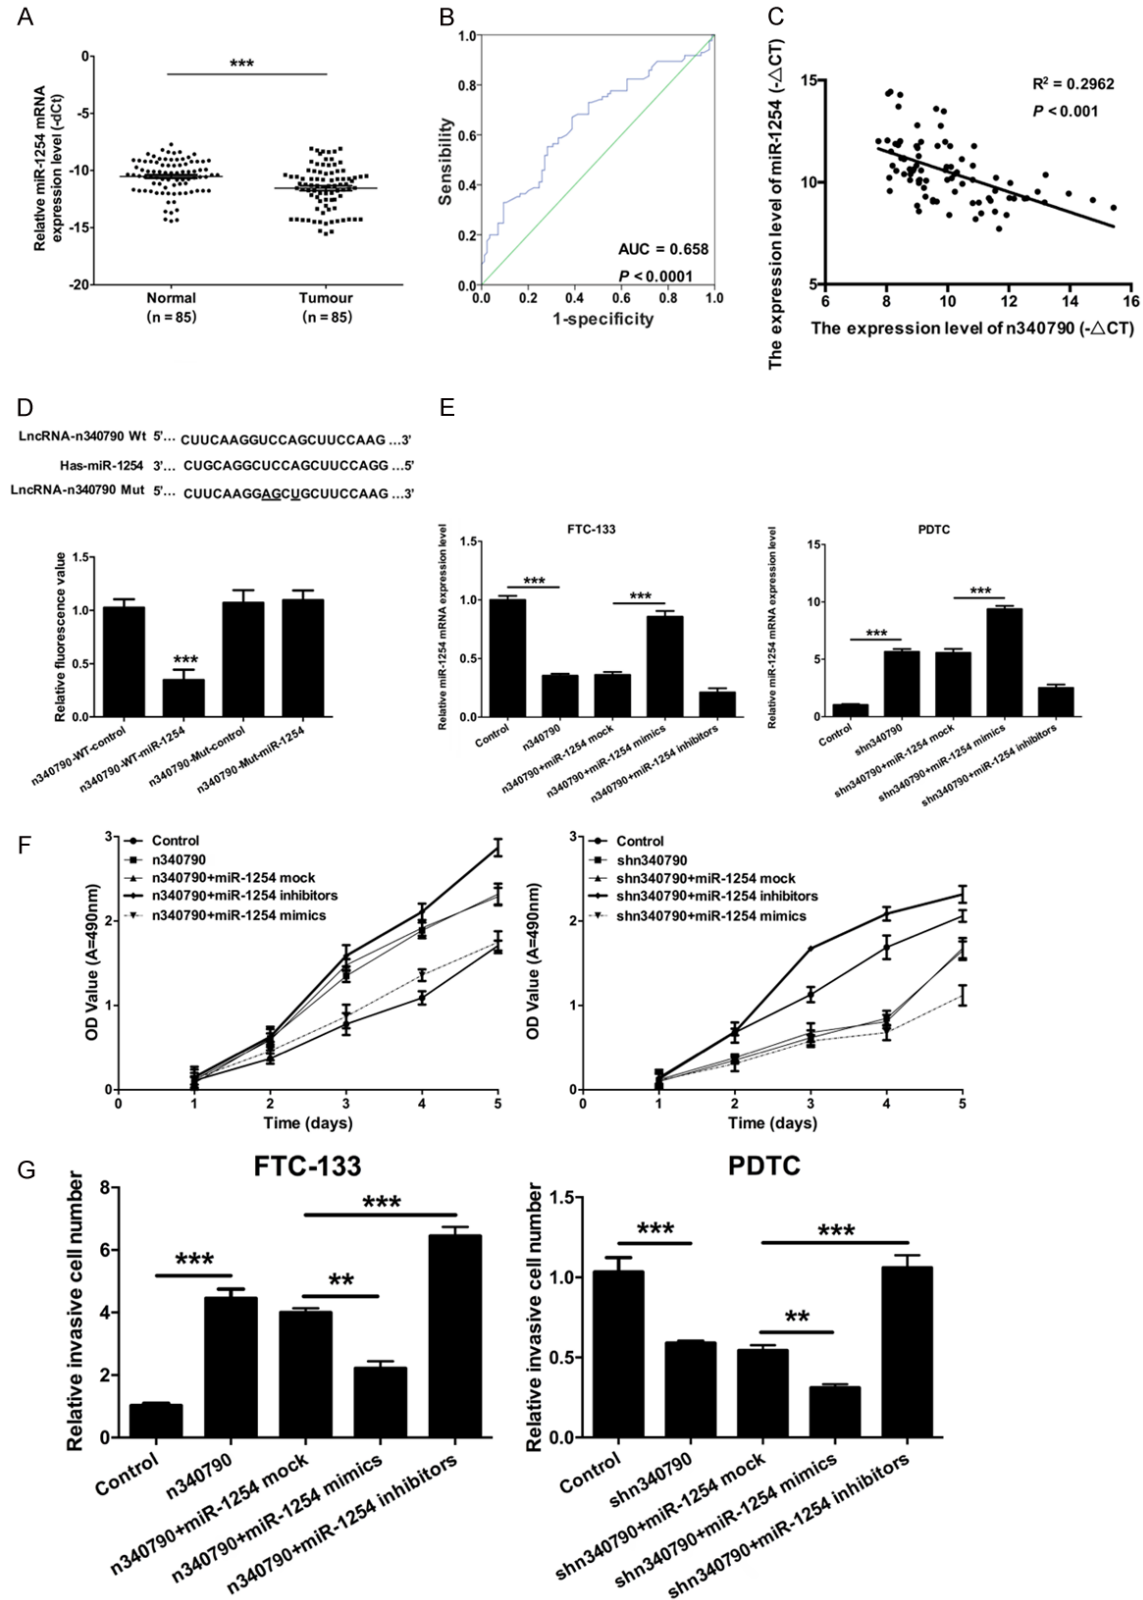 A
Relative miR-1254 mRNA
expression level (-dCt)
0
-5
-10
-15
-20
***
Normal
(n = 85)
Tumour
(n = 85)
B
Sensibility
1.0
0.8
0.6
0.4
0.2
0.0
AUC = 0.658
P < 0.0001
0.0 0.2 0.4 0.6 0.8 1.0
1-specificity
C
The expression level of miR-1254 (-△CT)
15
10
5
R² = 0.2962
P < 0.001
6 8 10 12 14 16
The expression level of n340790 (-△CT)
D
LncRNA-n340790 Wt 5'... CUUCAAGGUCCAGCUUCCAAG ...3'
Has-miR-1254 3'... CUGCAGGCUCCAGCUUCCAGG ...5'
LncRNA-n340790 Mut 5'... CUUCAAGGAGCUGCUUCCAAG ...3'
Relative fluorescence value
1.5
1.0
0.5
0.0
***
n340790-WT-control
n340790-WT-miR-1254
n340790-Mut-control
n340790-Mut-miR-1254
E
FTC-133
Relative miR-1254 mRNA expression level
1.5
1.0
0.5
0.0
***
***
Control
n340790
n340790+miR-1254 mock
n340790+miR-1254 mimics
n340790+miR-1254 inhibitors
PDTC
Relative miR-1254 mRNA expression level
15
10
5
0
***
***
Control
shn340790
shn340790+miR-1254 mock
shn340790+miR-1254 mimics
shn340790+miR-1254 inhibitors
F
OD Value (A=490nm)
3
2
1
0
Control
n340790
n340790+miR-1254 mock
n340790+miR-1254 inhibitors
n340790+miR-1254 mimics
0 1 2 3 4 5
Time (days)
OD Value (A=490nm)
3
2
1
0
Control
shn340790
shn340790+miR-1254 mock
shn340790+miR-1254 inhibitors
shn340790+miR-1254 mimics
0 1 2 3 4 5
Time (days)
G
FTC-133
Relative invasive cell number
8
6
4
2
0
***
**
***
Control
n340790
n340790+miR-1254 mock
n340790+miR-1254 mimics
n340790+miR-1254 inhibitors
PDTC
Relative invasive cell number
1.5
1.0
0.5
0.0
***
**
***
Control
shn340790
shn340790+miR-1254 mock
shn340790+miR-1254 mimics
shn340790+miR-1254 inhibitors